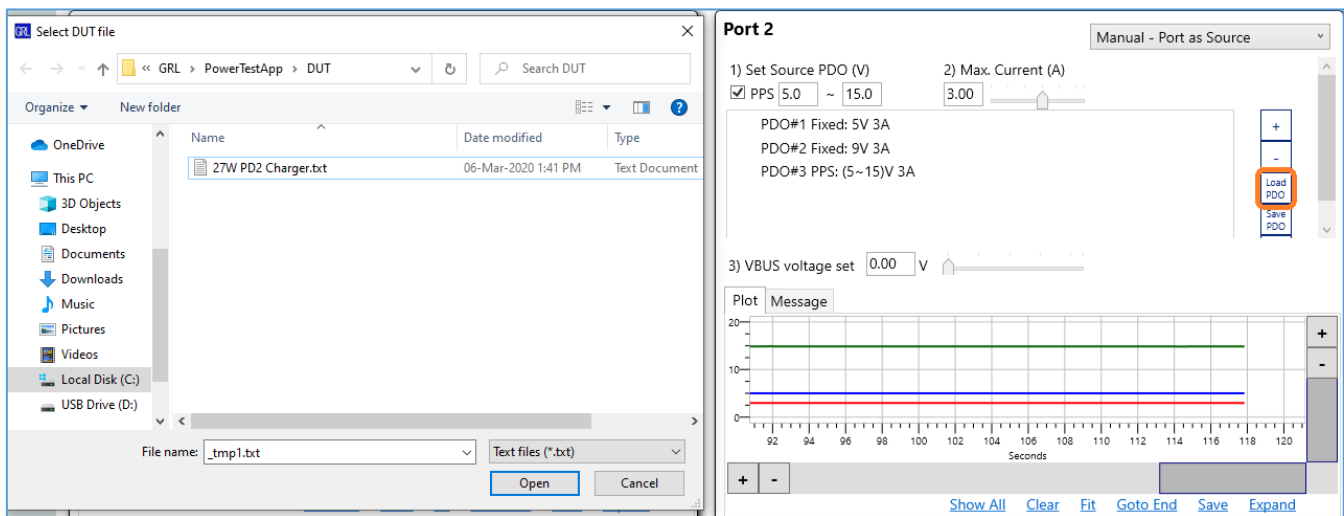 GRL Select DUT file
« GRL › PowerTestApp › DUT
Search DUT
Organize
New folder
Name
Date modified
Type
OneDrive
This PC
3D Objects
Desktop
Documents
Downloads
Music
Pictures
Videos
Local Disk (C:)
USB Drive (D:)
27W PD2 Charger.txt
06-Mar-2020 1:41 PM
Text Document
File name:
_tmp1.txt
Text files (*.txt)
Open
Cancel
Port 2
Manual - Port as Source
1) Set Source PDO (V)
2) Max. Current (A)
PPS 5.0 ~ 15.0
3.00
PDO#1 Fixed: 5V 3A
PDO#2 Fixed: 9V 3A
PDO#3 PPS: (5~15)V 3A
+
-
Load
PDO
Save
PDO
3) VBUS voltage set 0.00 V
Plot
Message
20
10
0
92 94 96 98 100 102 104 106 108 110 112 114 116 118 120
Seconds
+
-
+ -
Show All Clear Fit Goto End Save Expand